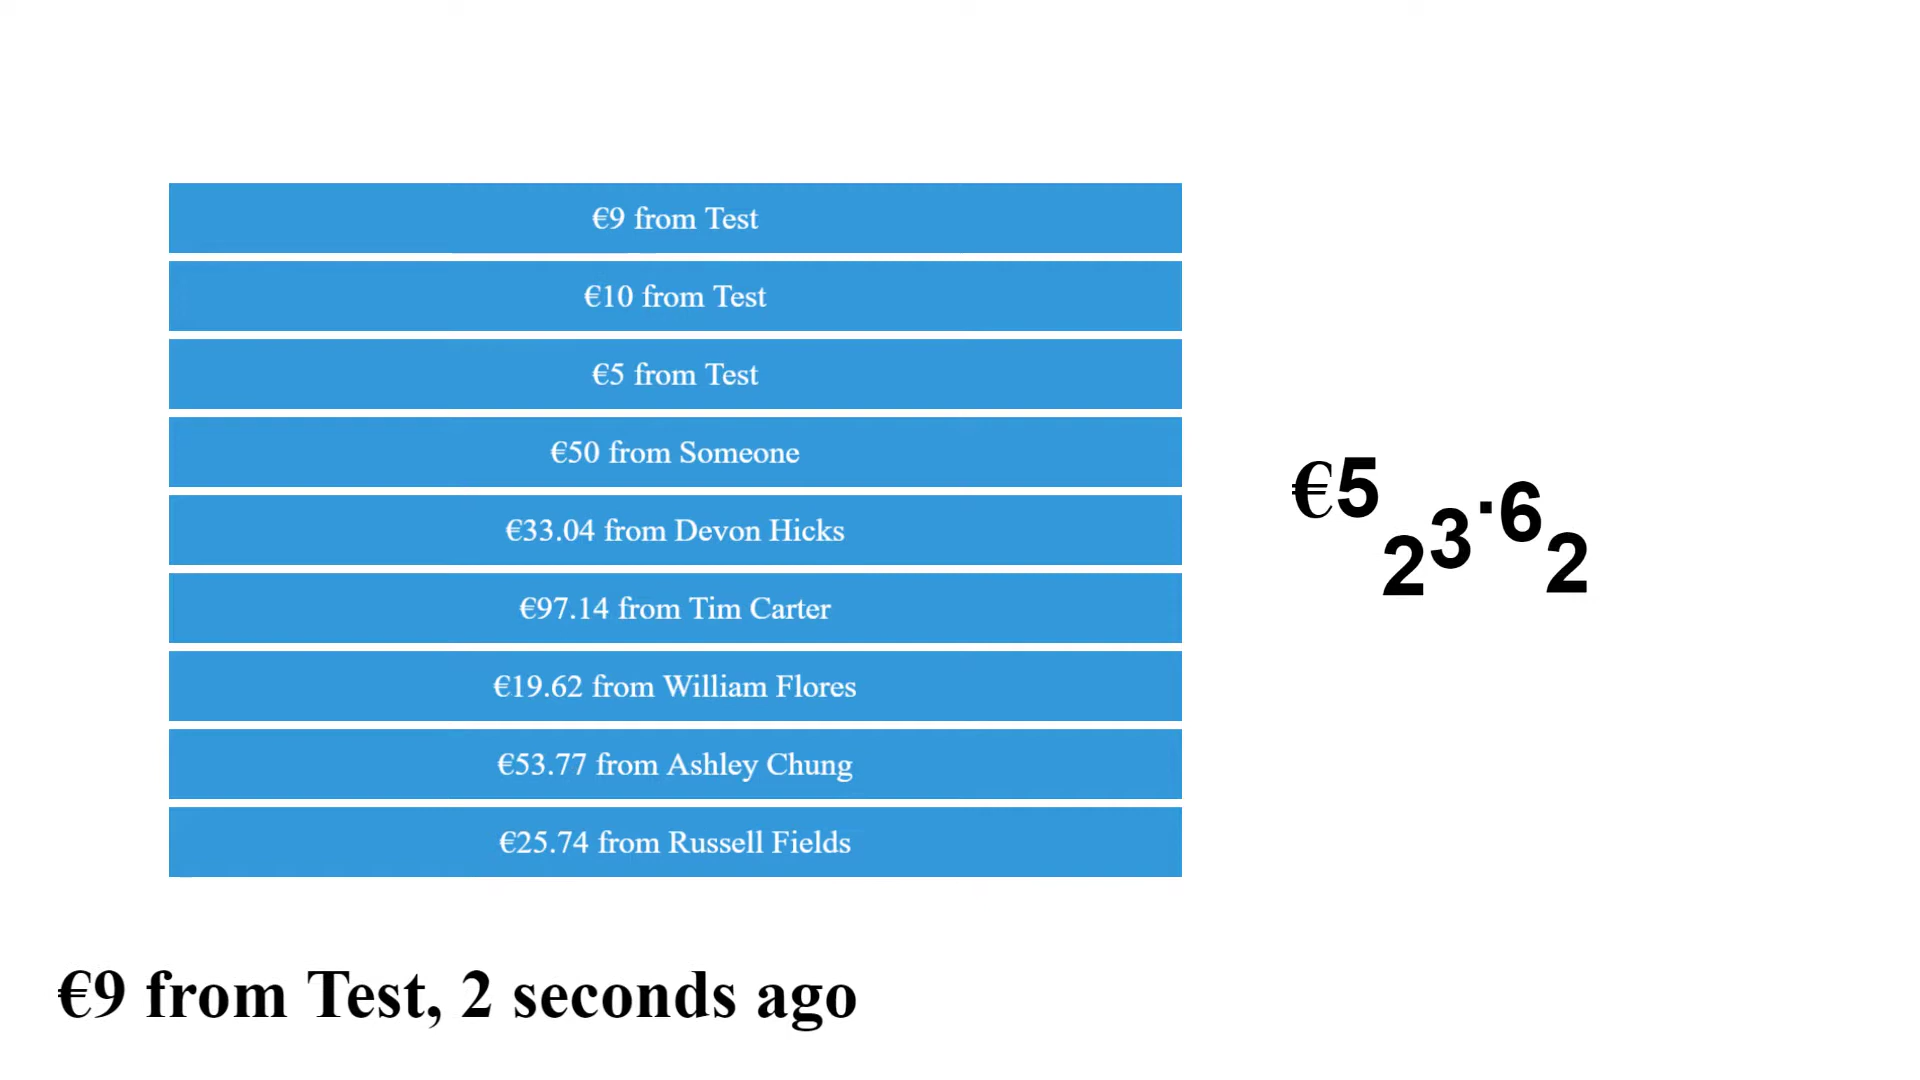 €9 from Test
€10 from Test
€5 from Test
€50 from Someone
€33.04 from Devon Hicks
€97.14 from Tim Carter
€19.62 from William Flores
€53.77 from Ashley Chung
€25.74 from Russell Fields
€523.62
€9 from Test, 2 seconds ago